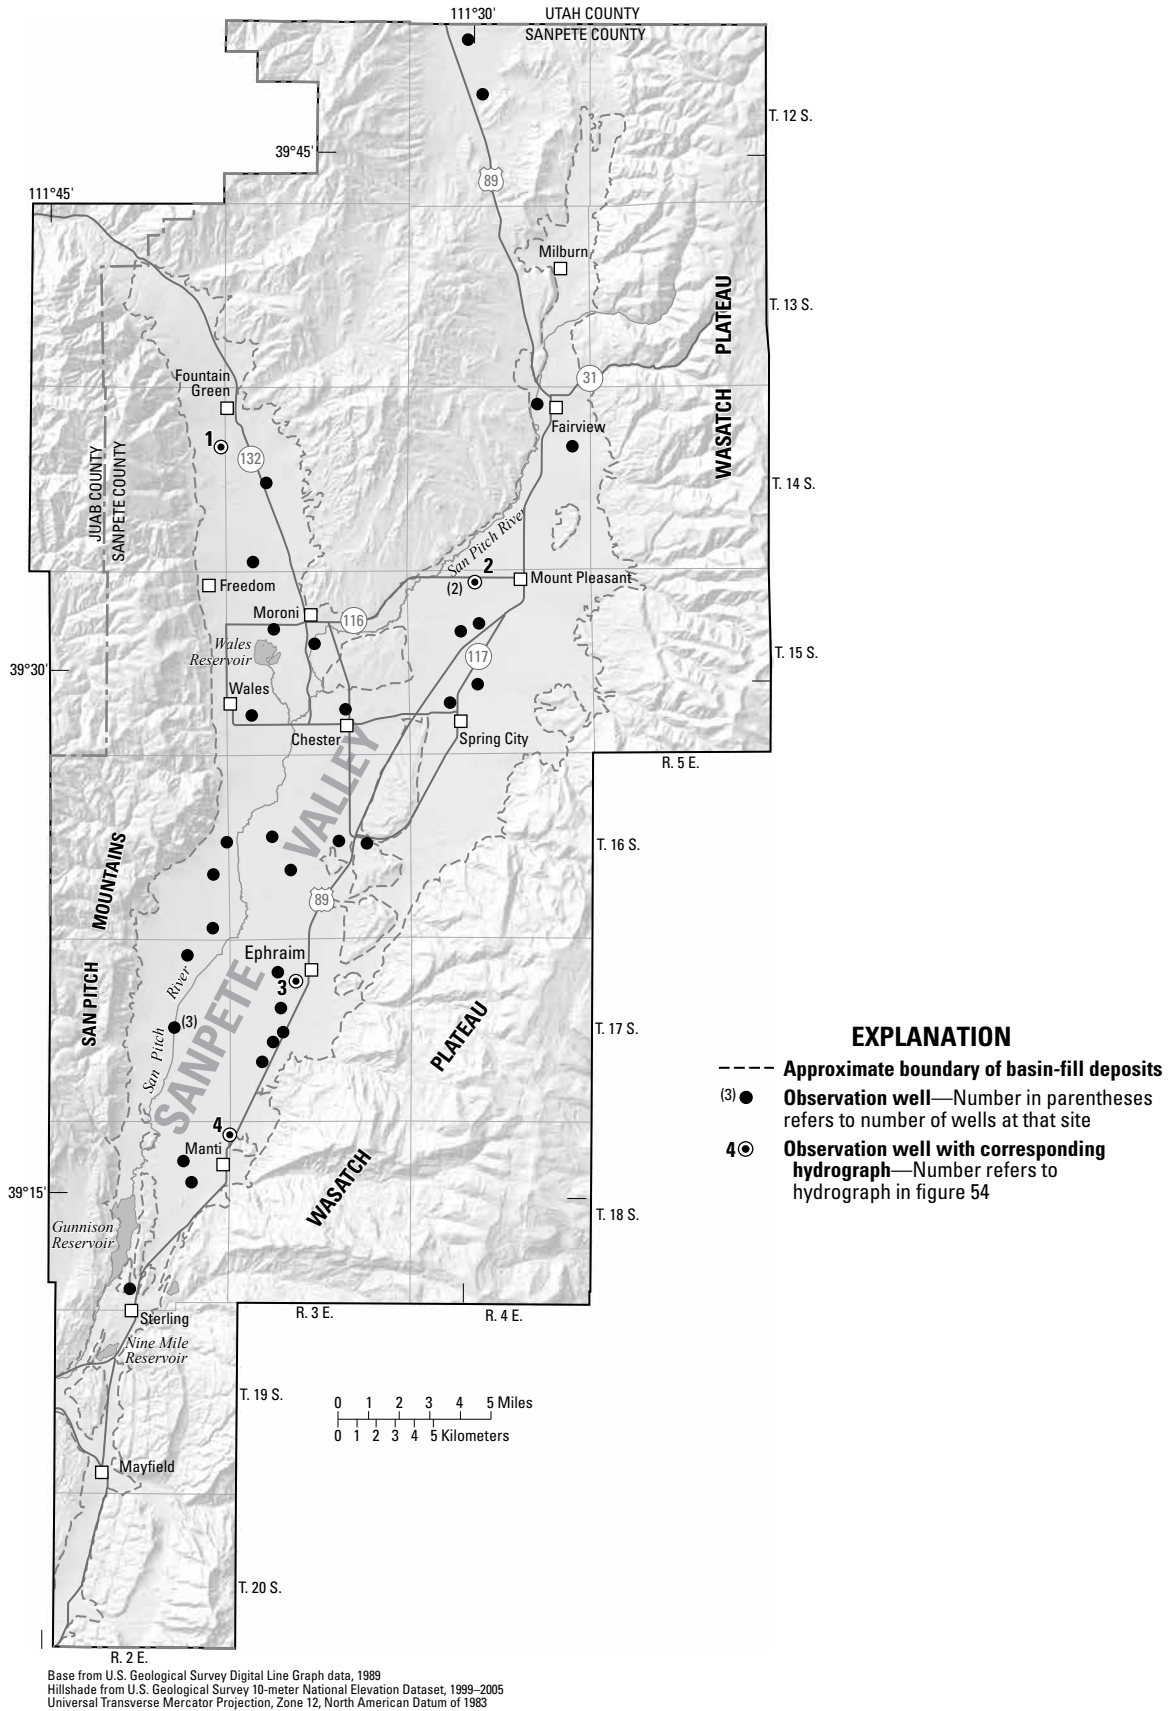 111°30'
UTAH COUNTY
SANPETE COUNTY
T. 12 S.
39°45'
89
111°45'
Milburn
T. 13 S.
WASATCH PLATEAU
31
Fountain
Green
Fairview
1
132
JUAB COUNTY
SANPETE COUNTY
T. 14 S.
San Pitch River
2
(2)
Mount Pleasant
Freedom
Moroni
116
Wales
Reservoir
117
T. 15 S.
39°30'
Wales
Chester
Spring City
R. 5 E.
SANPETE VALLEY
T. 16 S.
SAN PITCH MOUNTAINS
89
Ephraim
3
San Pitch River
(3)
T. 17 S.
WASATCH PLATEAU
4
Manti
39°15'
T. 18 S.
Gunnison
Reservoir
Sterling
R. 3 E.
R. 4 E.
Nine Mile
Reservoir
T. 19 S.
0 1 2 3 4 5 Miles
0 1 2 3 4 5 Kilometers
Mayfield
T. 20 S.
R. 2 E.
EXPLANATION
Approximate boundary of basin-fill deposits
(3) Observation well—Number in parentheses
refers to number of wells at that site
4 Observation well with corresponding
hydrograph—Number refers to
hydrograph in figure 54
Base from U.S. Geological Survey Digital Line Graph data, 1989
Hillshade from U.S. Geological Survey 10-meter National Elevation Dataset, 1999–2005
Universal Transverse Mercator Projection, Zone 12, North American Datum of 1983